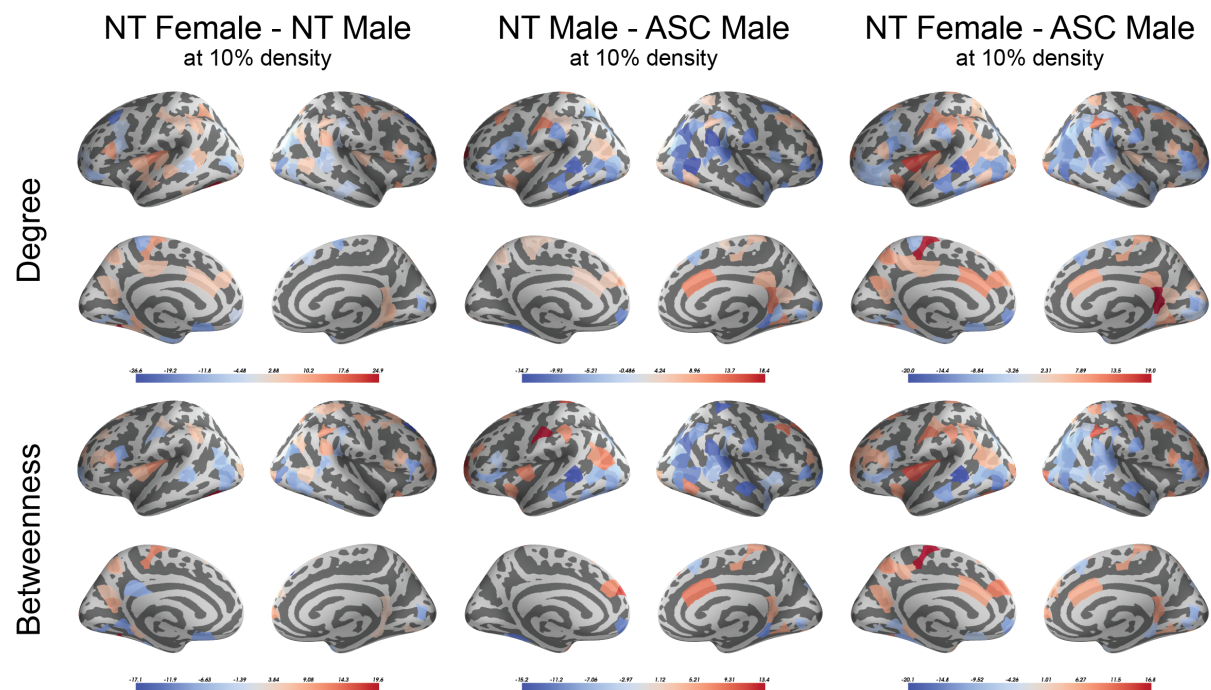 NT Female - NT Male
at 10% density
NT Male - ASC Male
at 10% density
NT Female - ASC Male
at 10% density
Degree
-26.6 -19.2 -11.8 -4.48 2.88 10.2 17.6 24.9
-14.7 -9.93 -5.21 -0.486 4.24 8.96 13.7 18.4
-20.0 -14.4 -8.84 -3.26 2.31 7.89 13.5 19.0
Betweenness
-17.1 -11.9 -6.63 -1.39 3.84 9.08 14.3 19.6
-15.2 -11.2 -7.06 -2.97 1.12 5.21 9.31 13.4
-20.1 -14.8 -9.52 -4.26 1.01 6.27 11.5 16.8